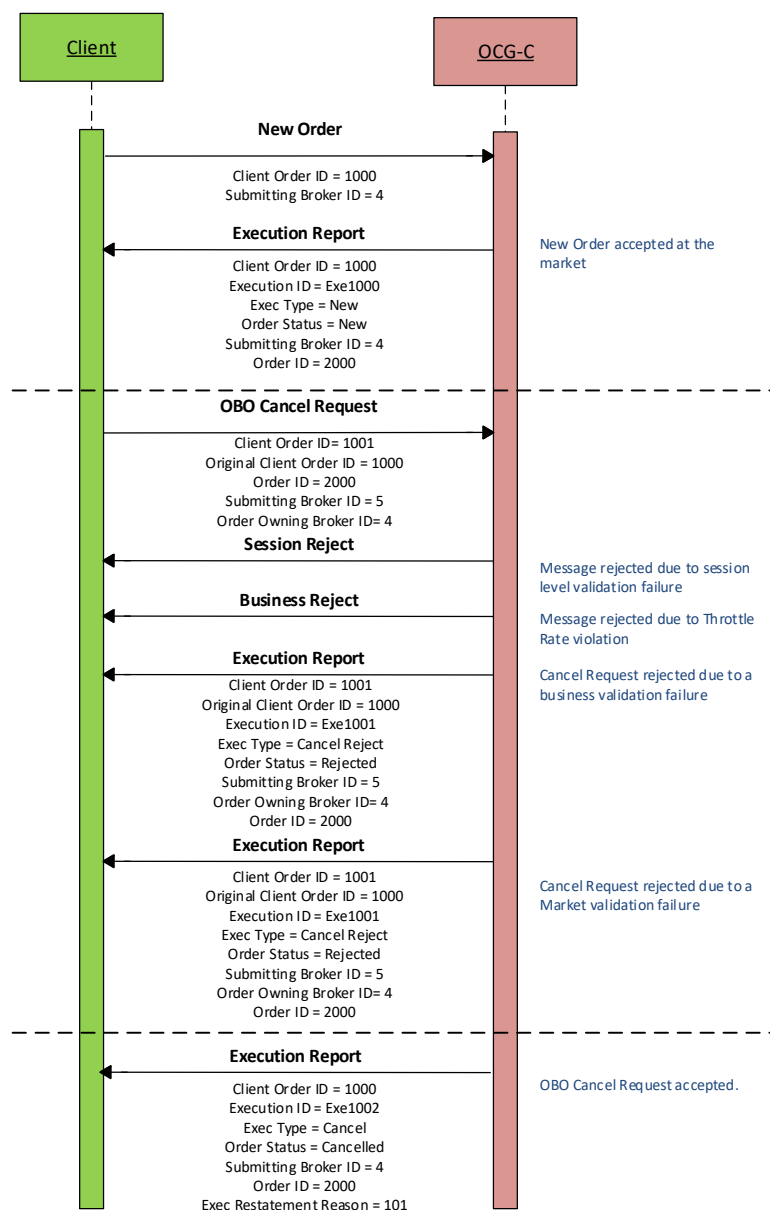 Client
OCG-C
New Order
Client Order ID = 1000
Submitting Broker ID = 4
Execution Report
New Order accepted at the
market
Client Order ID = 1000
Execution ID = Exe1000
Exec Type = New
Order Status = New
Submitting Broker ID = 4
Order ID = 2000
OBO Cancel Request
Client Order ID= 1001
Original Client Order ID = 1000
Order ID = 2000
Submitting Broker ID = 5
Order Owning Broker ID= 4
Session Reject
Message rejected due to session
level validation failure
Business Reject
Message rejected due to Throttle
Rate violation
Execution Report
Cancel Request rejected due to a
business validation failure
Client Order ID = 1001
Original Client Order ID = 1000
Execution ID = Exe1001
Exec Type = Cancel Reject
Order Status = Rejected
Submitting Broker ID = 5
Order Owning Broker ID= 4
Order ID = 2000
Execution Report
Client Order ID = 1001
Original Client Order ID = 1000
Execution ID = Exe1001
Exec Type = Cancel Reject
Order Status = Rejected
Submitting Broker ID = 5
Order Owning Broker ID= 4
Order ID = 2000
Cancel Request rejected due to a
Market validation failure
Execution Report
OBO Cancel Request accepted.
Client Order ID = 1000
Execution ID = Exe1002
Exec Type = Cancel
Order Status = Cancelled
Submitting Broker ID = 4
Order ID = 2000
Exec Restatement Reason = 101